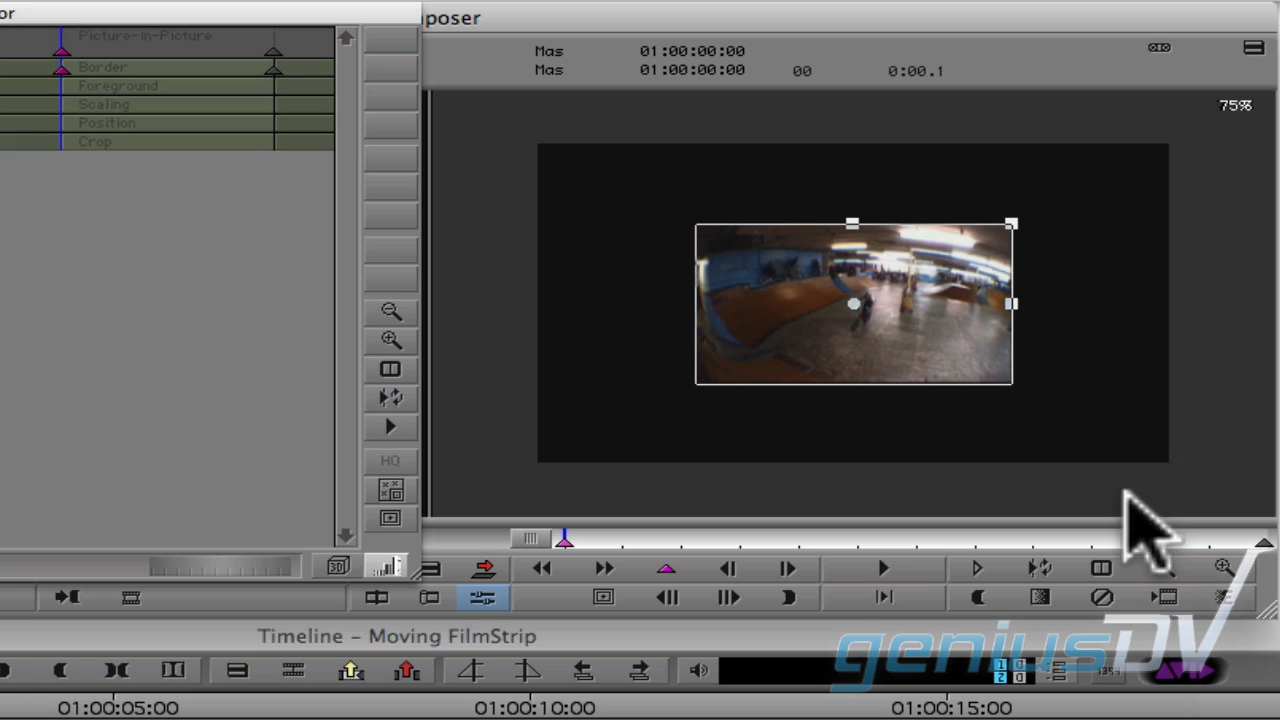 or
poser
Picture-In-Picture
Border
Foreground
Scaling
Position
Crop
Mas 01:00:00:00
Mas 01:00:00:00 00 0:00.1
75%
HQ
3D
Timeline - Moving FilmStrip
geniusDV
01:00:05:00 01:00:10:00 01:00:15:00